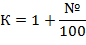 К = 1 + №/100